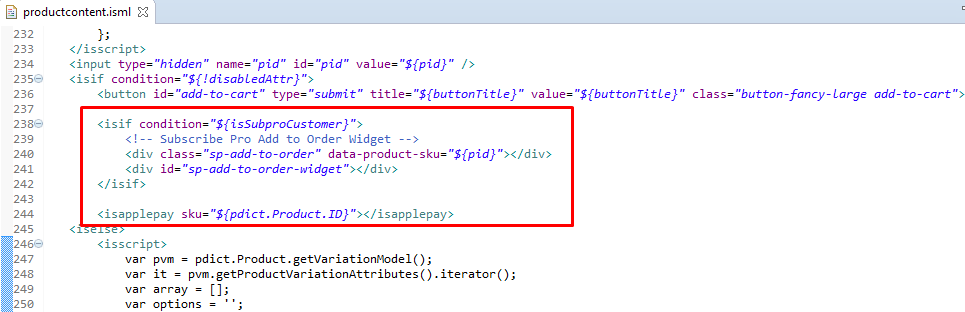 productcontent.isml
232 };
233 </isscript>
234 <input type="hidden" name="pid" id="pid" value="${pid}" />
235 <isif condition="${!disabledAttr}">
236 <button id="add-to-cart" type="submit" title="${buttonTitle}" value="${buttonTitle}" class="button-fancy-large add-to-cart">
237
238 <isif condition="${isSubproCustomer}">
239 <!-- Subscribe Pro Add to Order Widget -->
240 <div class="sp-add-to-order" data-product-sku="${pid}"></div>
241 <div id="sp-add-to-order-widget"></div>
242 </isif>
243
244 <isapplepay sku="${pdict.Product.ID}"></isapplepay>
245 <iselse>
246 <isscript>
247 var pvm = pdict.Product.getVariationModel();
248 var it = pvm.getProductVariationAttributes().iterator();
249 var array = [];
250 var options = '';